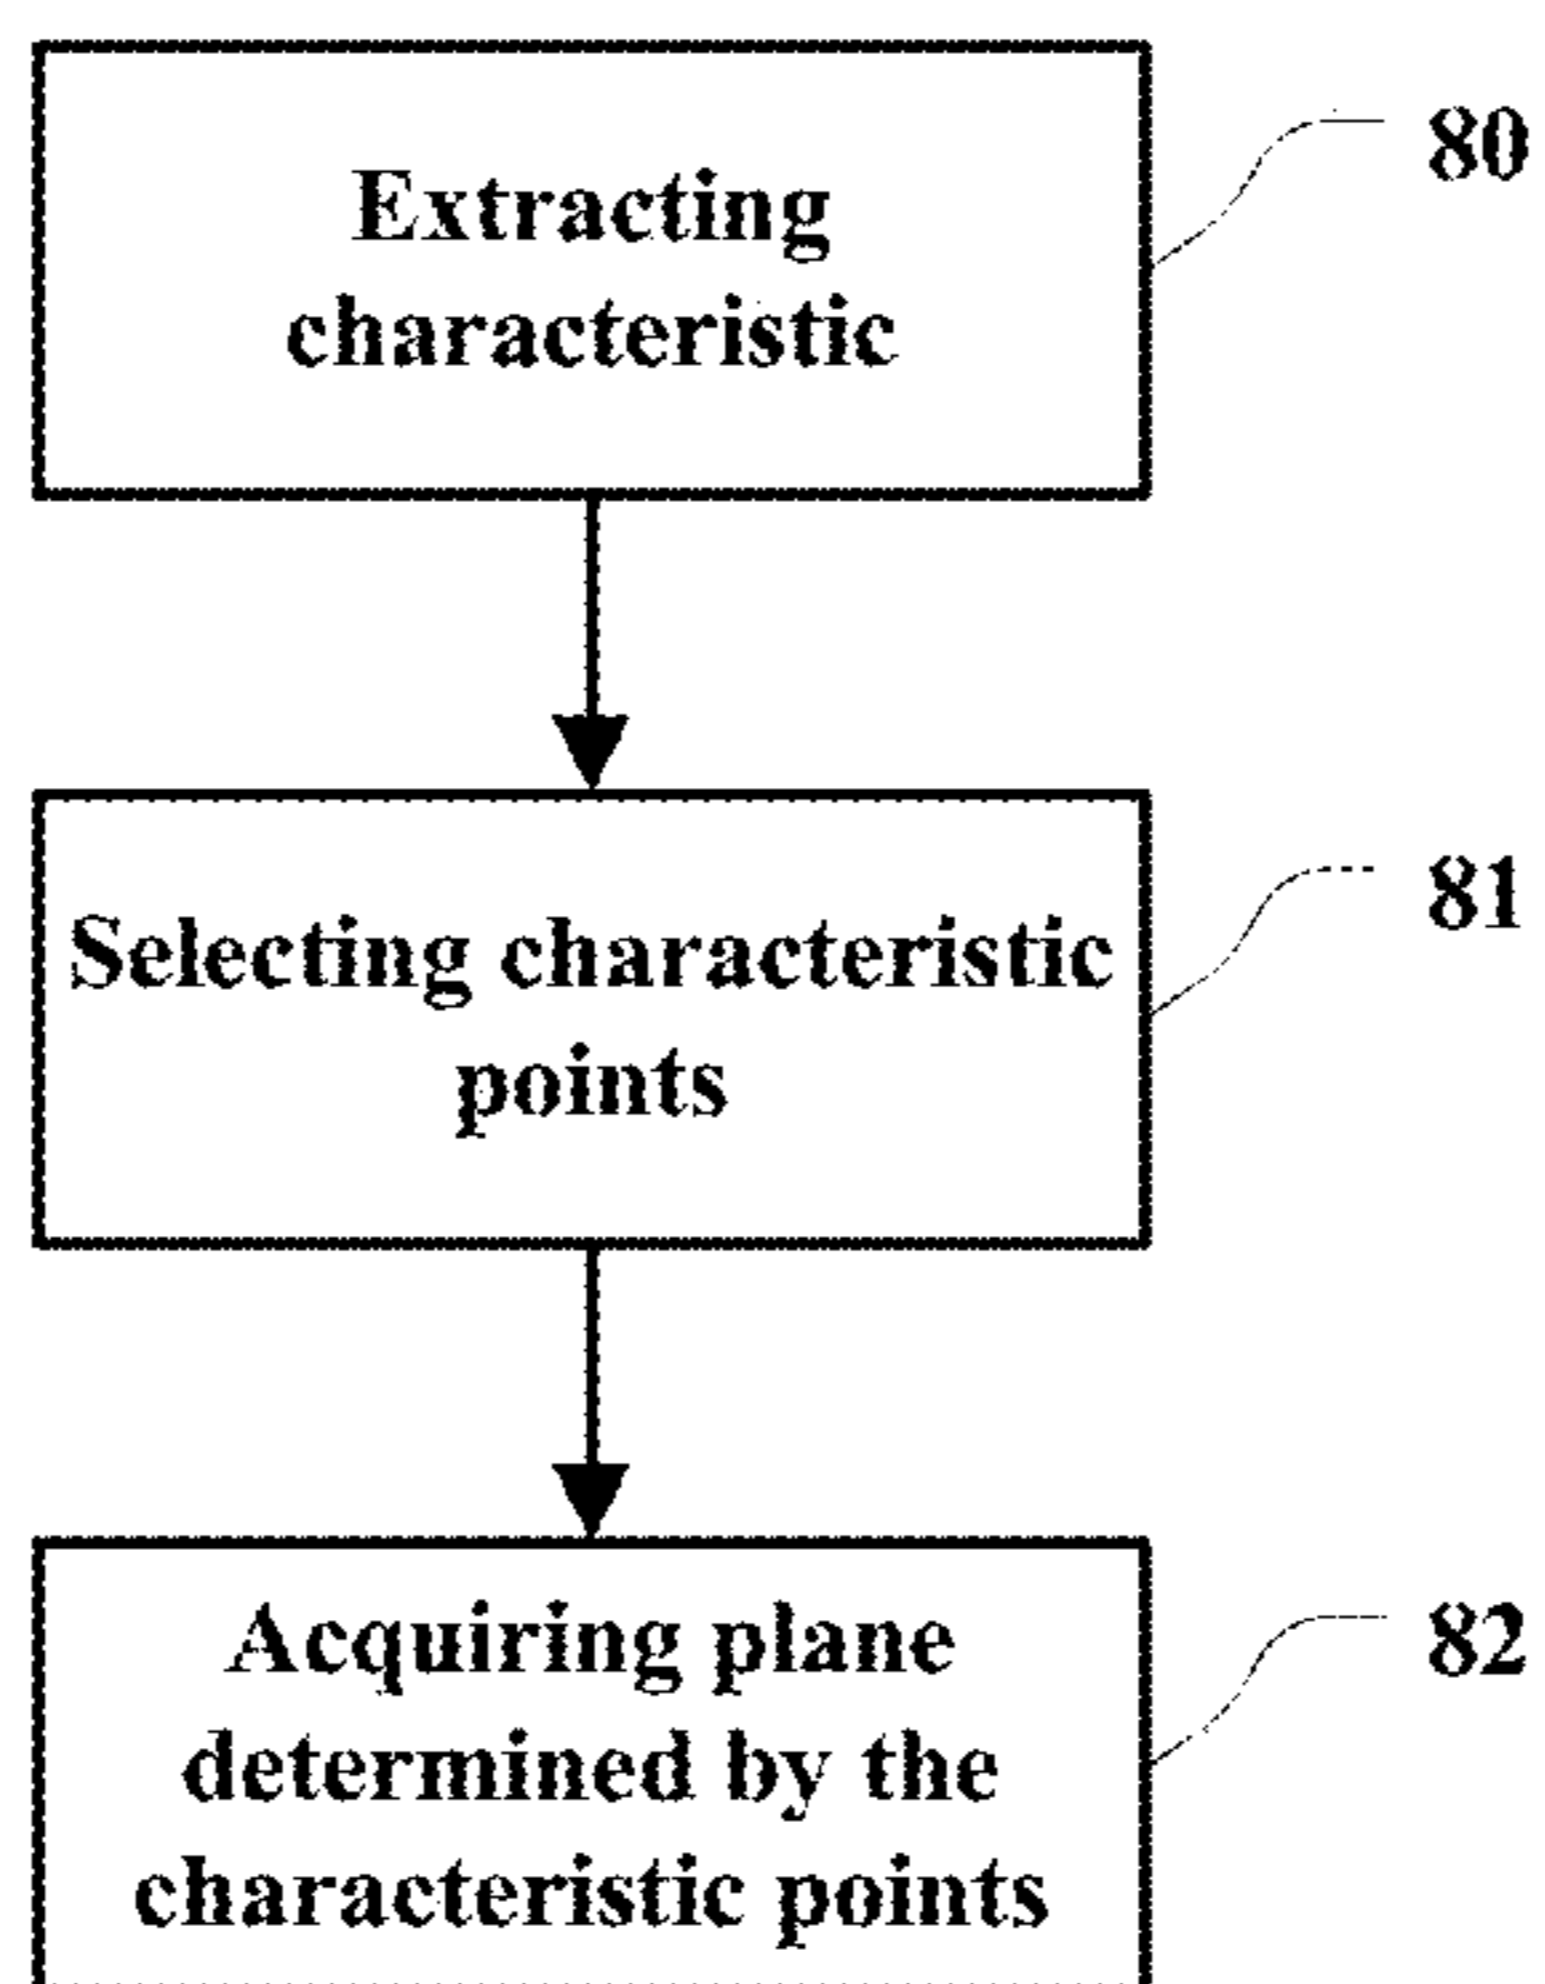 Extracting
characteristic
80
Selecting characteristic
points
81
Acquiring plane
determined by the
characteristic points
82